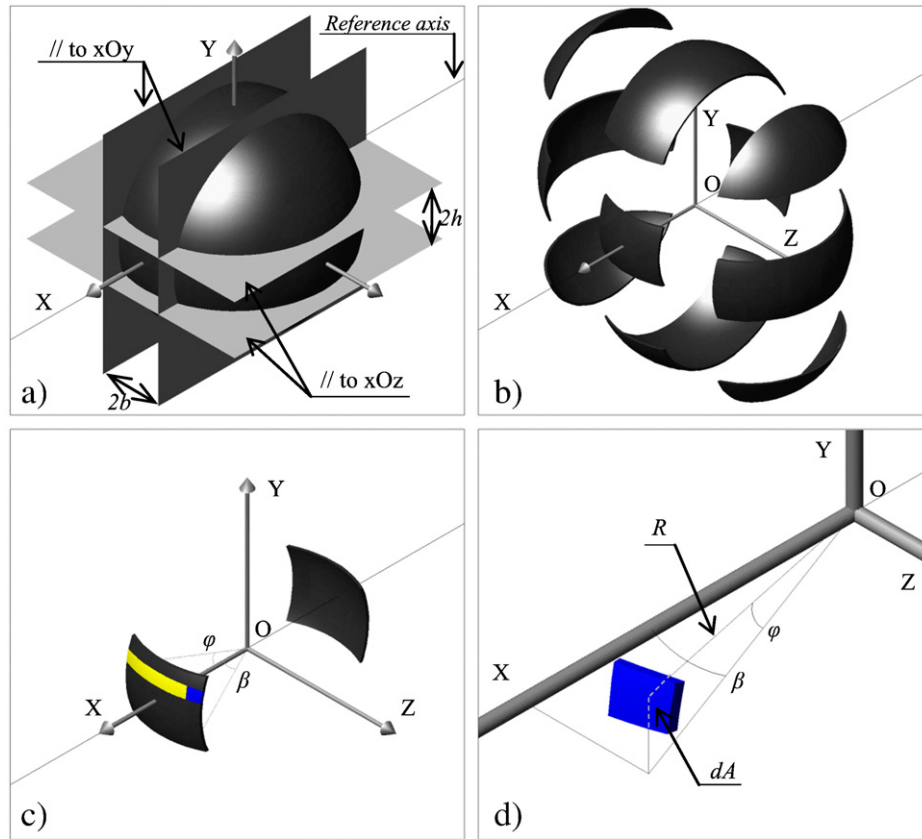 // to xOy
Y
Reference axis
2h
X
// to xOz
2b
a)
Y
O
Z
X
b)
Y
O
φ
β
X
Z
c)
Y
O
R
Z
φ
X
β
dA
d)